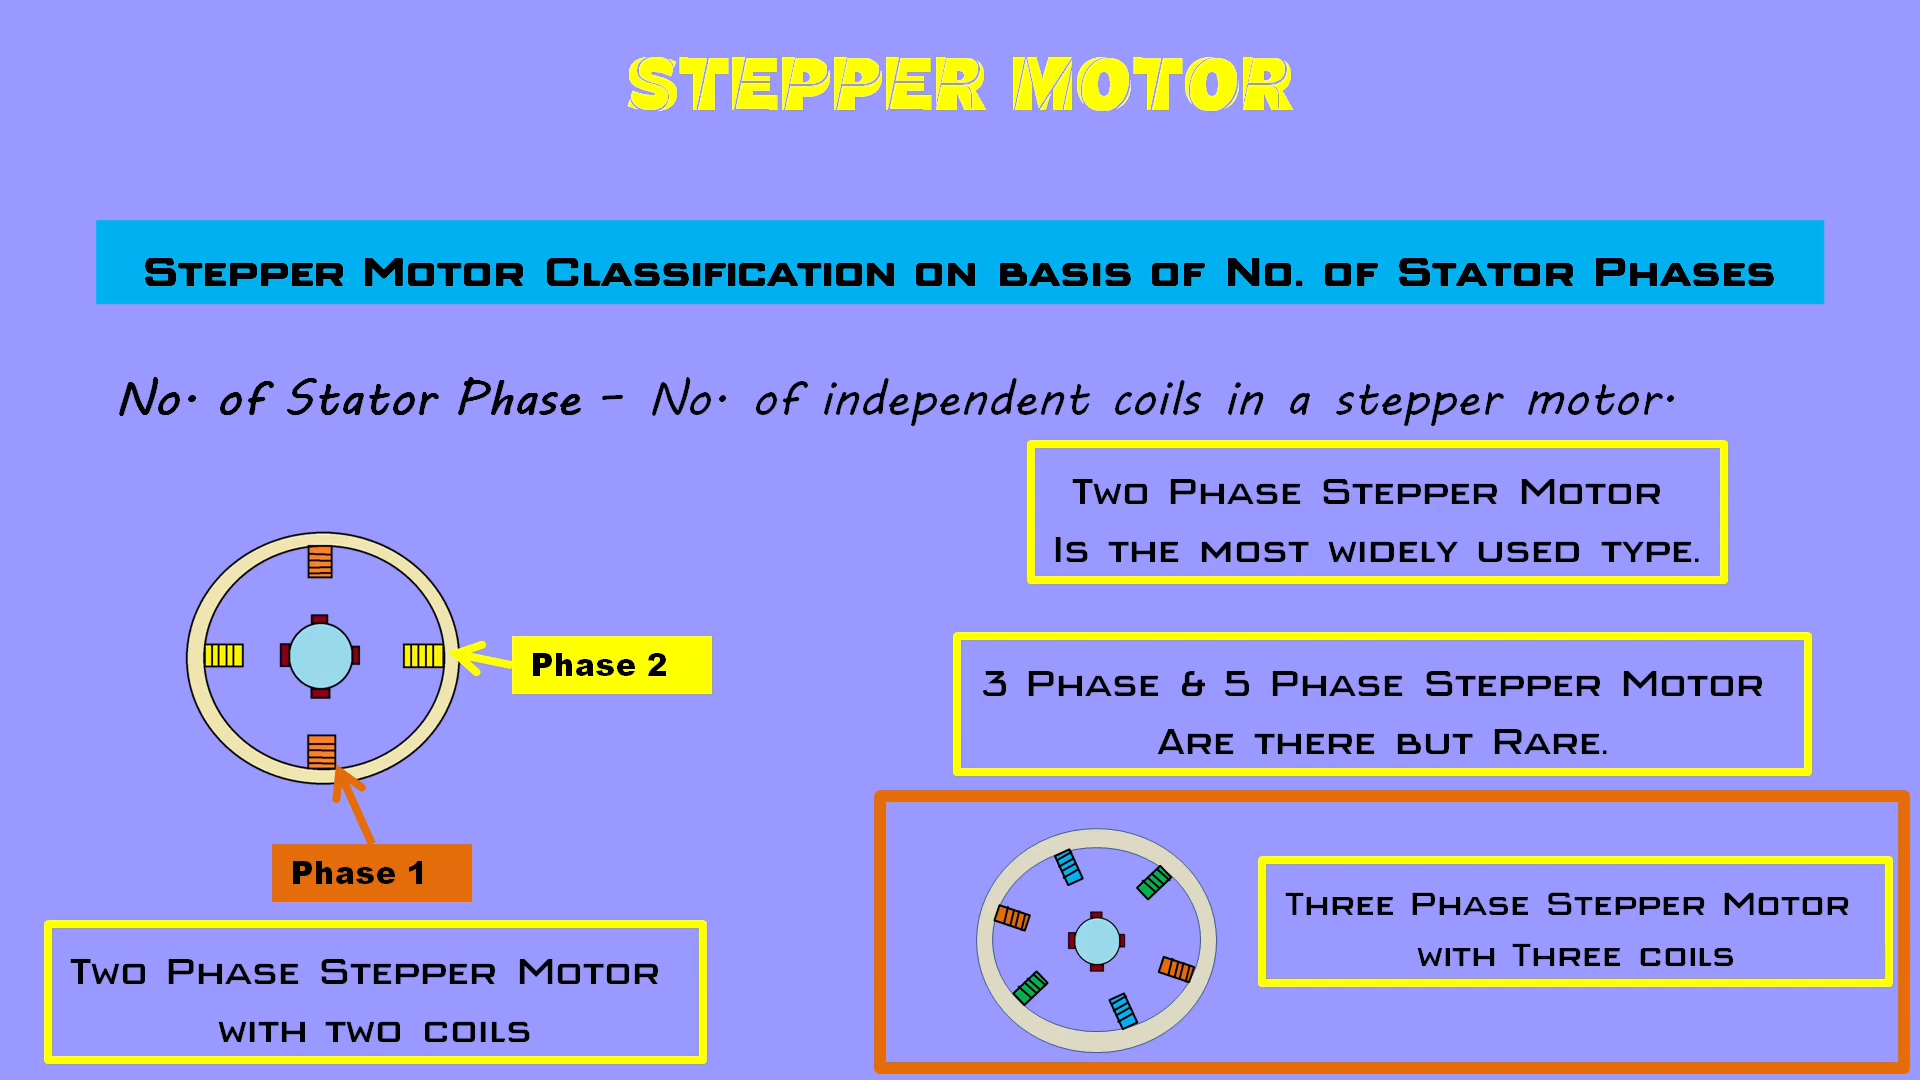 STEPPER MOTOR
Stepper Motor Classification on basis of No. of Stator Phases
No. of Stator Phase - No. of independent coils in a stepper motor.
Two Phase Stepper Motor
Is the most widely used type.
Phase 2
3 Phase & 5 Phase Stepper Motor
Are there but Rare.
Phase 1
Two Phase Stepper Motor
with two coils
Three Phase Stepper Motor
with Three coils